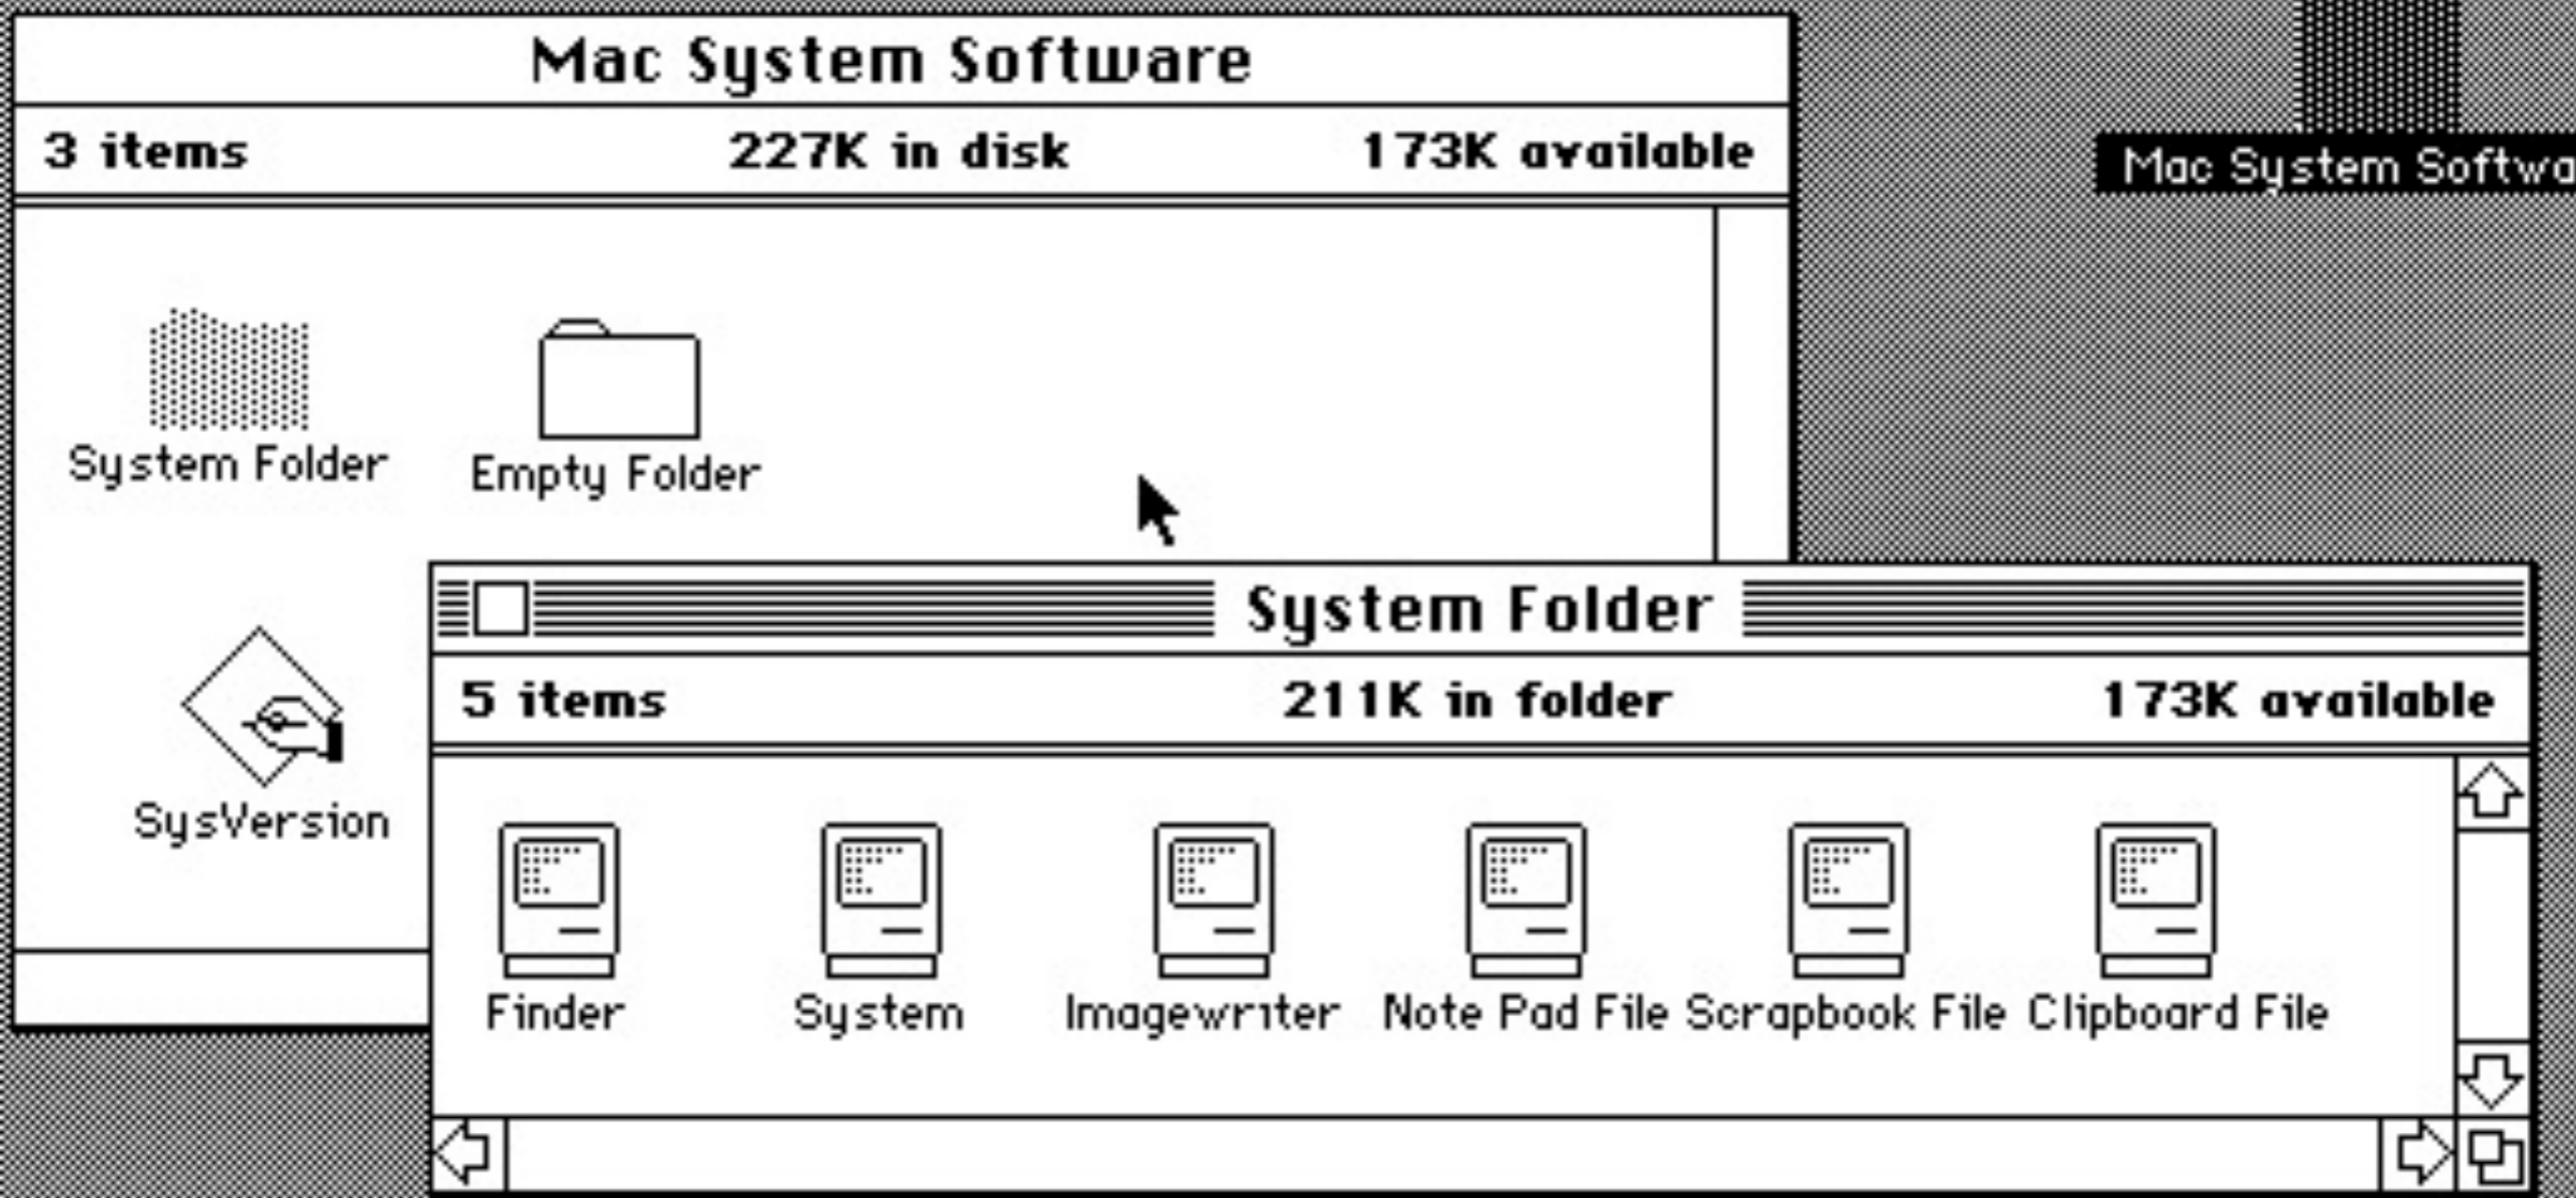 Mac System Software
3 items 227K in disk 173K available
Mac System Softwa
System Folder Empty Folder
SysVersion
System Folder
5 items 211K in folder 173K available
Finder System Imagewriter Note Pad File Scrapbook File Clipboard File